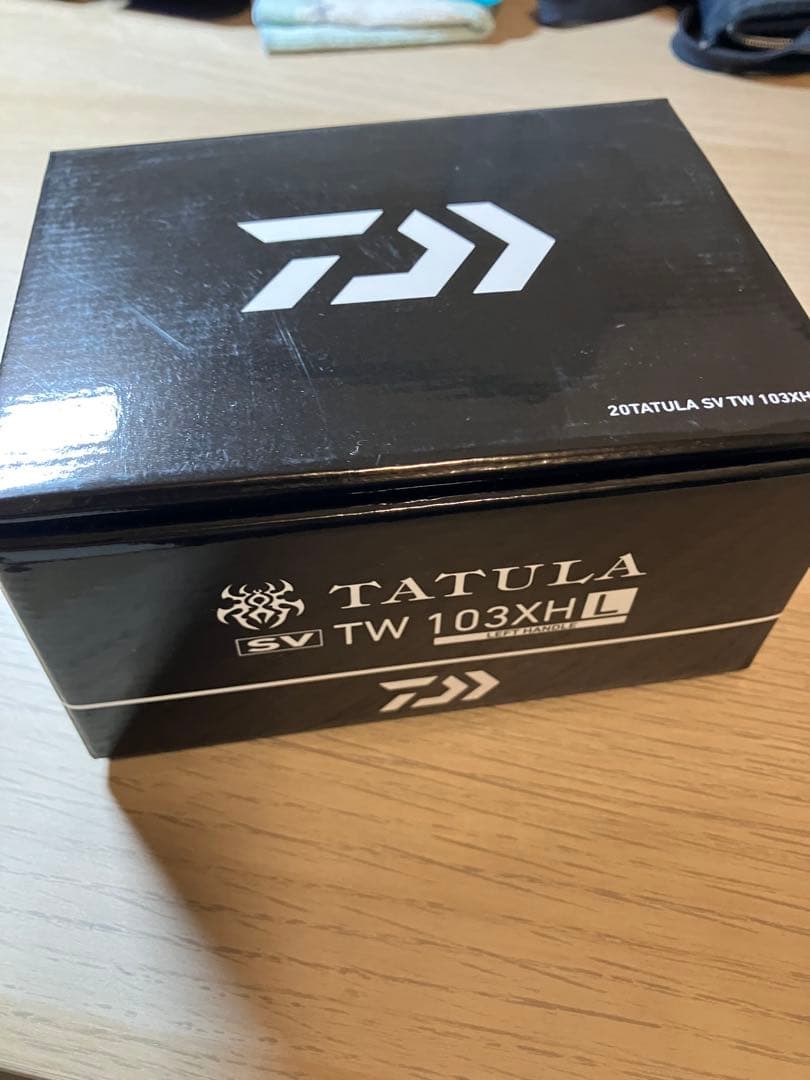 20TATULA SV TW 103XH
TATULA
SV TW 103XH L
LEFT HANDLE